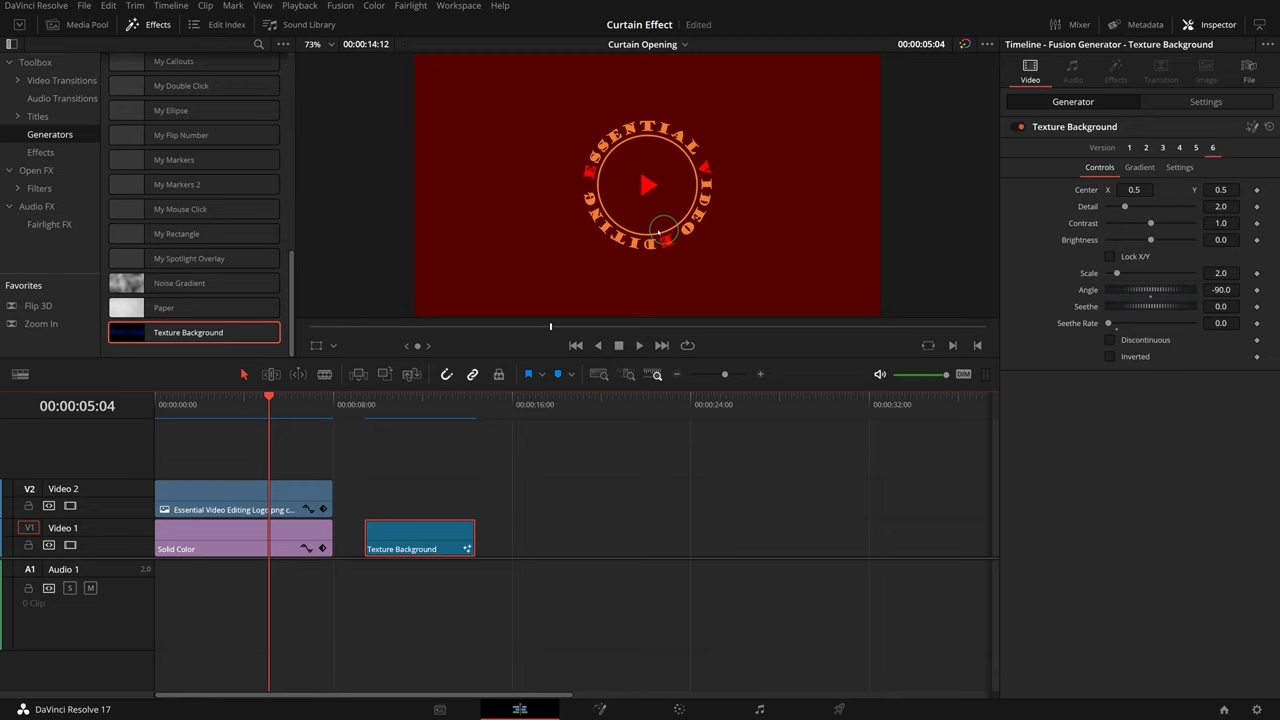 DaVinci Resolve File Edit Trim Timeline Clip Mark View Playback Fusion Color Fairlight Workspace Help
Media Pool Effects Edit Index Sound Library Curtain Effect Edited Mixer Metadata Inspector
73% 00:00:14:12 Curtain Opening 00:00:05:04 Timeline - Fusion Generator - Texture Background
Toolbox
Video Transitions
Audio Transitions
Titles
Generators
Effects
Open FX
Filters
Audio FX
Fairlight FX
Favorites
Flip 3D
Zoom In
My Callouts
My Double Click
My Ellipse
My Flip Number
My Markers
My Markers 2
My Mouse Click
My Rectangle
My Spotlight Overlay
Noise Gradient
Paper
Texture Background
ESSENTIAL VIDEO EDITING
Video Audio Effects Transition Image File
Generator Settings
Texture Background
Version 1 2 3 4 5 6
Controls Gradient Settings
Center X 0.5 Y 0.5
Detail 2.0
Contrast 1.0
Brightness 0.0
Lock X/Y
Scale 2.0
Angle -90.0
Seethe 0.0
Seethe Rate 0.0
Discontinuous
Inverted
DIM
00:00:05:04 00:00:00:00 00:00:08:00 00:00:16:00 00:00:24:00 00:00:32:00
V2 Video 2
Essential Video Editing Logo.png c...
V1 V1 Video 1
Solid Color Texture Background
A1 Audio 1 2.0
S M
0 Clip
DaVinci Resolve 17